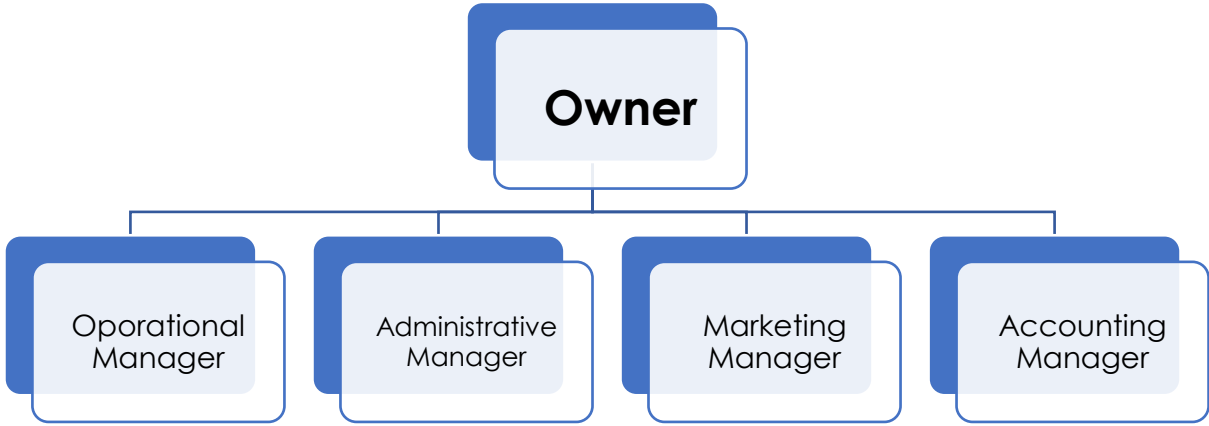 Owner
Oporational
Manager
Administrative
Manager
Marketing
Manager
Accounting
Manager